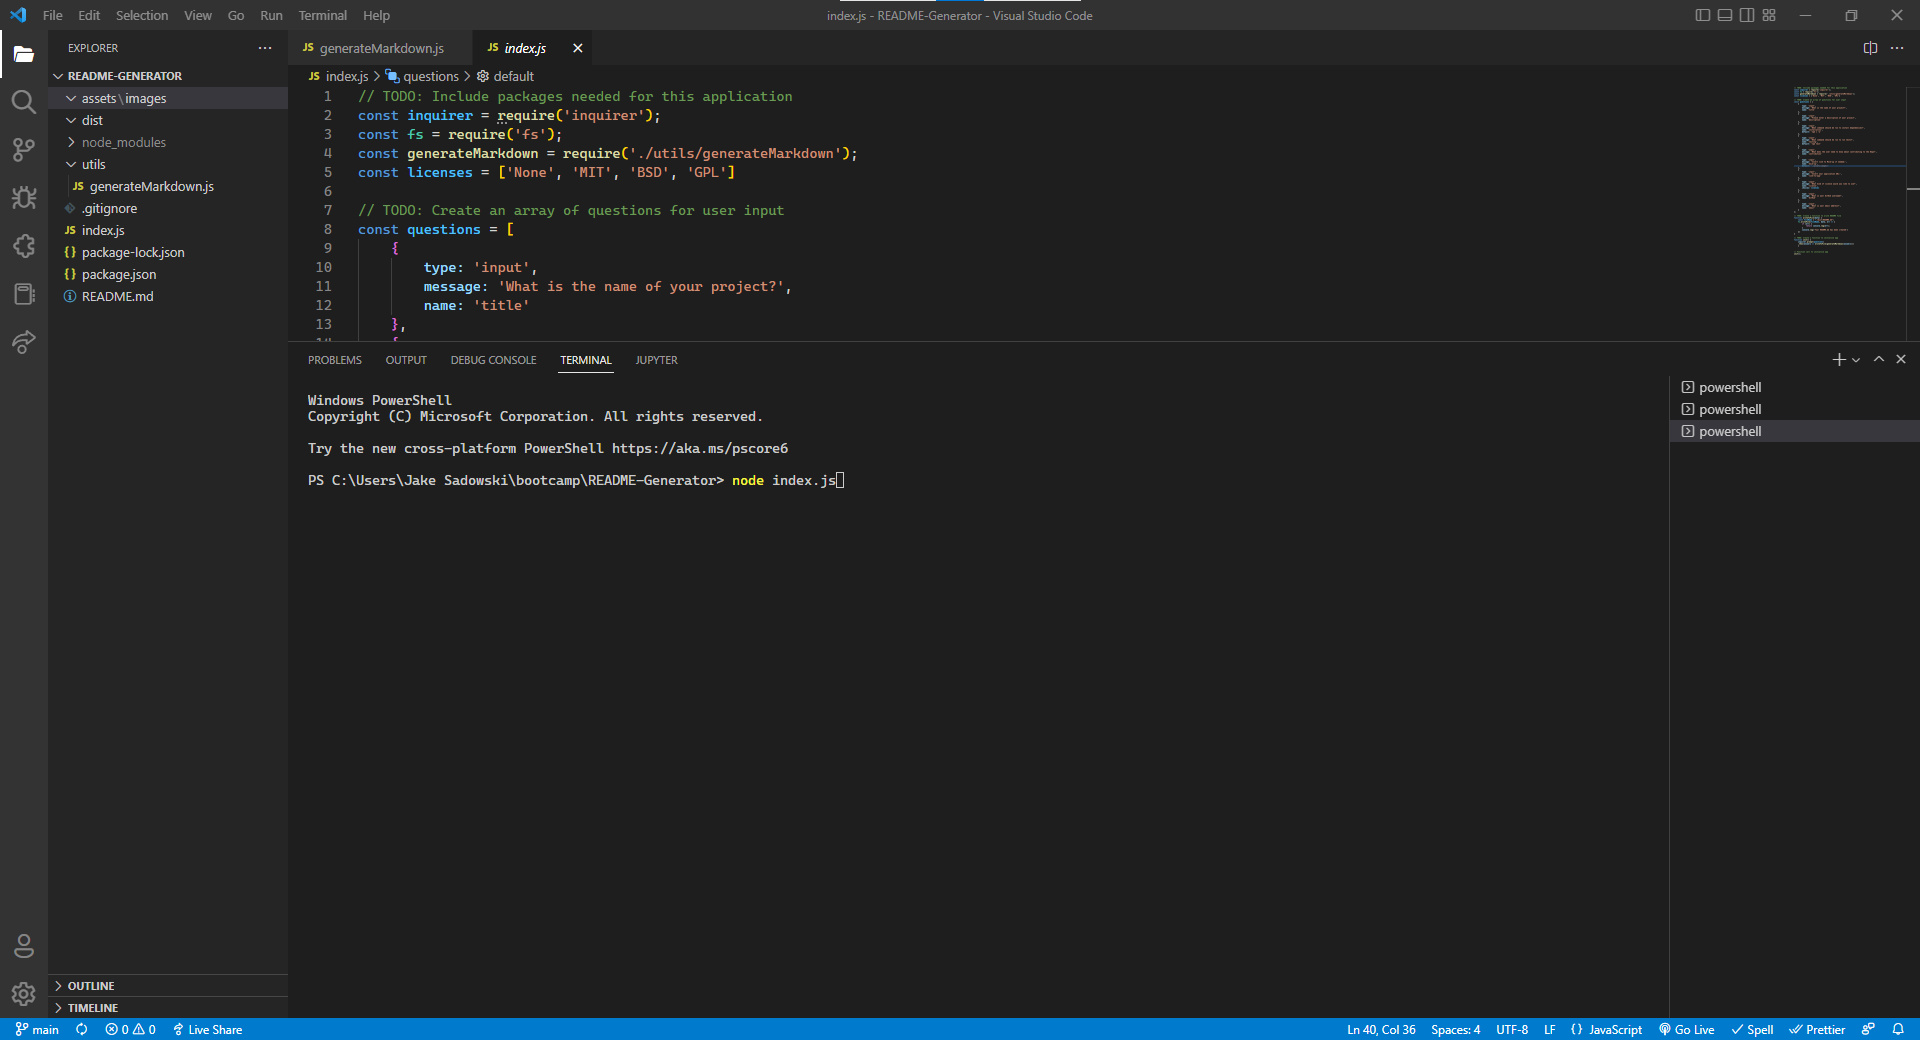 File Edit Selection View Go Run Terminal Help
index.js - README-Generator - Visual Studio Code
EXPLORER
README-GENERATOR
assets\images
dist
node_modules
utils
JS generateMarkdown.js
.gitignore
JS index.js
{} package-lock.json
{} package.json
README.md
OUTLINE
TIMELINE
JS generateMarkdown.js
JS index.js
JS index.js > questions > default
1 // TODO: Include packages needed for this application
2 const inquirer = require('inquirer');
3 const fs = require('fs');
4 const generateMarkdown = require('./utils/generateMarkdown');
5 const licenses = ['None', 'MIT', 'BSD', 'GPL']
6
7 // TODO: Create an array of questions for user input
8 const questions = [
9 {
10 type: 'input',
11 message: 'What is the name of your project?',
12 name: 'title'
13 },
PROBLEMS OUTPUT DEBUG CONSOLE TERMINAL JUPYTER
Windows PowerShell
Copyright (C) Microsoft Corporation. All rights reserved.
Try the new cross-platform PowerShell https://aka.ms/pscore6
PS C:\Users\Jake Sadowski\bootcamp\README-Generator> node index.js
powershell
powershell
powershell
main 0 0 Live Share
Ln 40, Col 36 Spaces: 4 UTF-8 LF {} JavaScript Go Live Spell Prettier